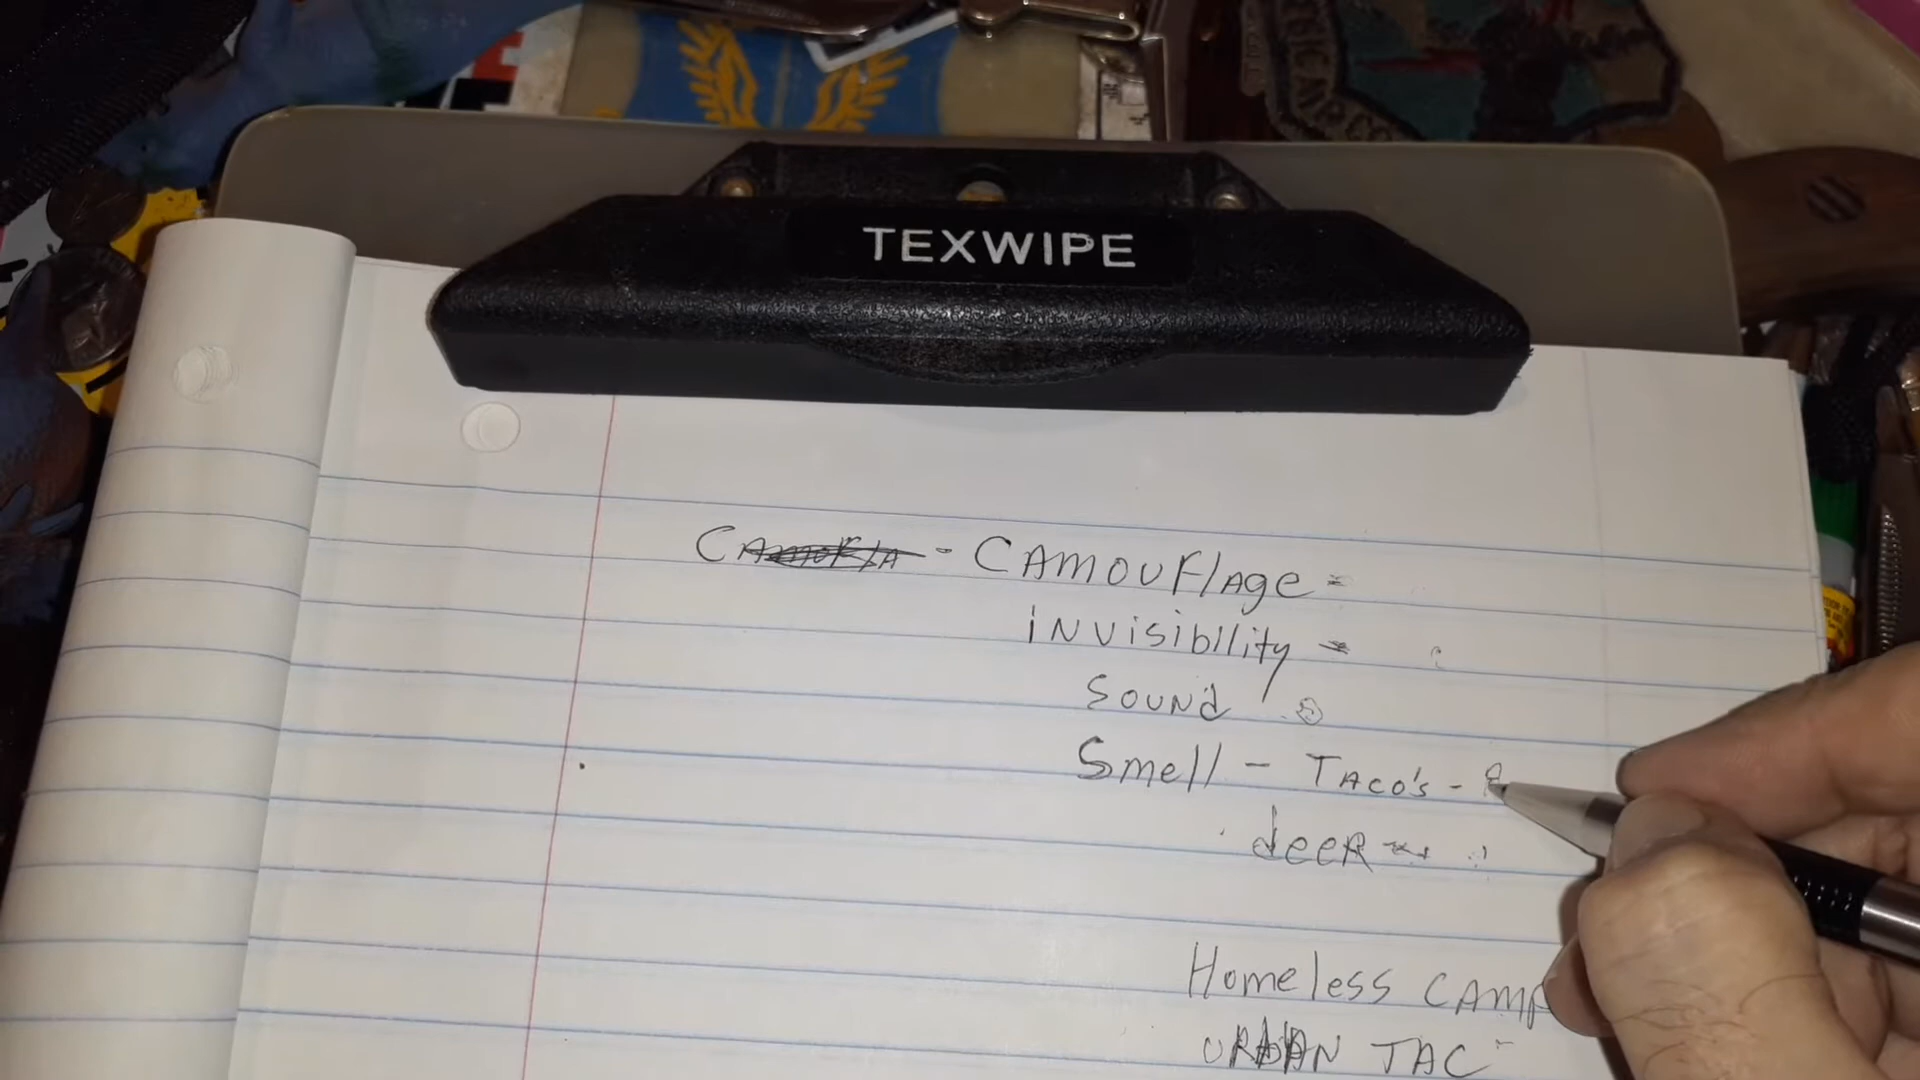 TEXWIPE
- CAMOUFlAge =
iNVisibility
SOUNd
Smell - TACO's -
deeR
Homeless CAMP
URbAN TAC